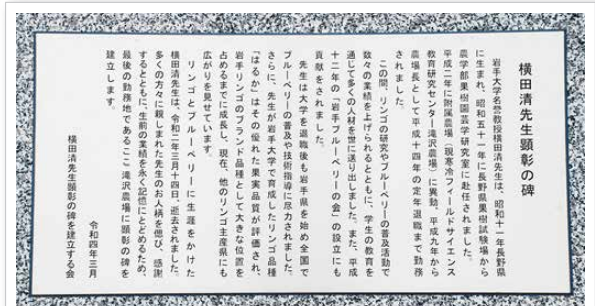 横田清先生顕彰の碑
岩手大学名誉教授横田清先生は、昭和十一年長野県
に生まれ、昭和五十一年に長野県果樹試験場から
農学部果樹園芸学研究室に赴任されました。
平成二年に附属農場（現寒冷フィールドサイエンス
教育研究センター滝沢農場）に異動、平成九年から
農場長として平成十四年の定年退職まで勤務
されました。
この間、リンゴの研究やブルーベリーの普及活動で
数々の業績を上げられるとともに、学生の教育を
通じて多くの人材を世に送り出しました。また、平成
十二年の「岩手ブルーベリーの会」の設立にも
貢献をされました。
先生は大学を退職後も岩手県を始め全国で
ブルーベリーの普及や技術指導に尽力されました。
さらに、先生が岩手大学で育成したリンゴ品種
「はるか」はその優れた果実品質が評価され、
岩手リンゴのブランド品種として大きな位置を
占めるまでに成長し、現在、他のリンゴ主産県にも
広がりを見せています。
リンゴとブルーベリーに生涯をかけた
横田清先生は、令和二年三月十四日、逝去されました。
多くの方々に親しまれた先生のお人柄を偲び、感謝
するとともに、生前の業績を永く記憶にとどめるため、
最後の勤務地であるここ滝沢農場に顕彰の碑を
建立します。
令和四年三月
横田清先生顕彰の碑を建立する会